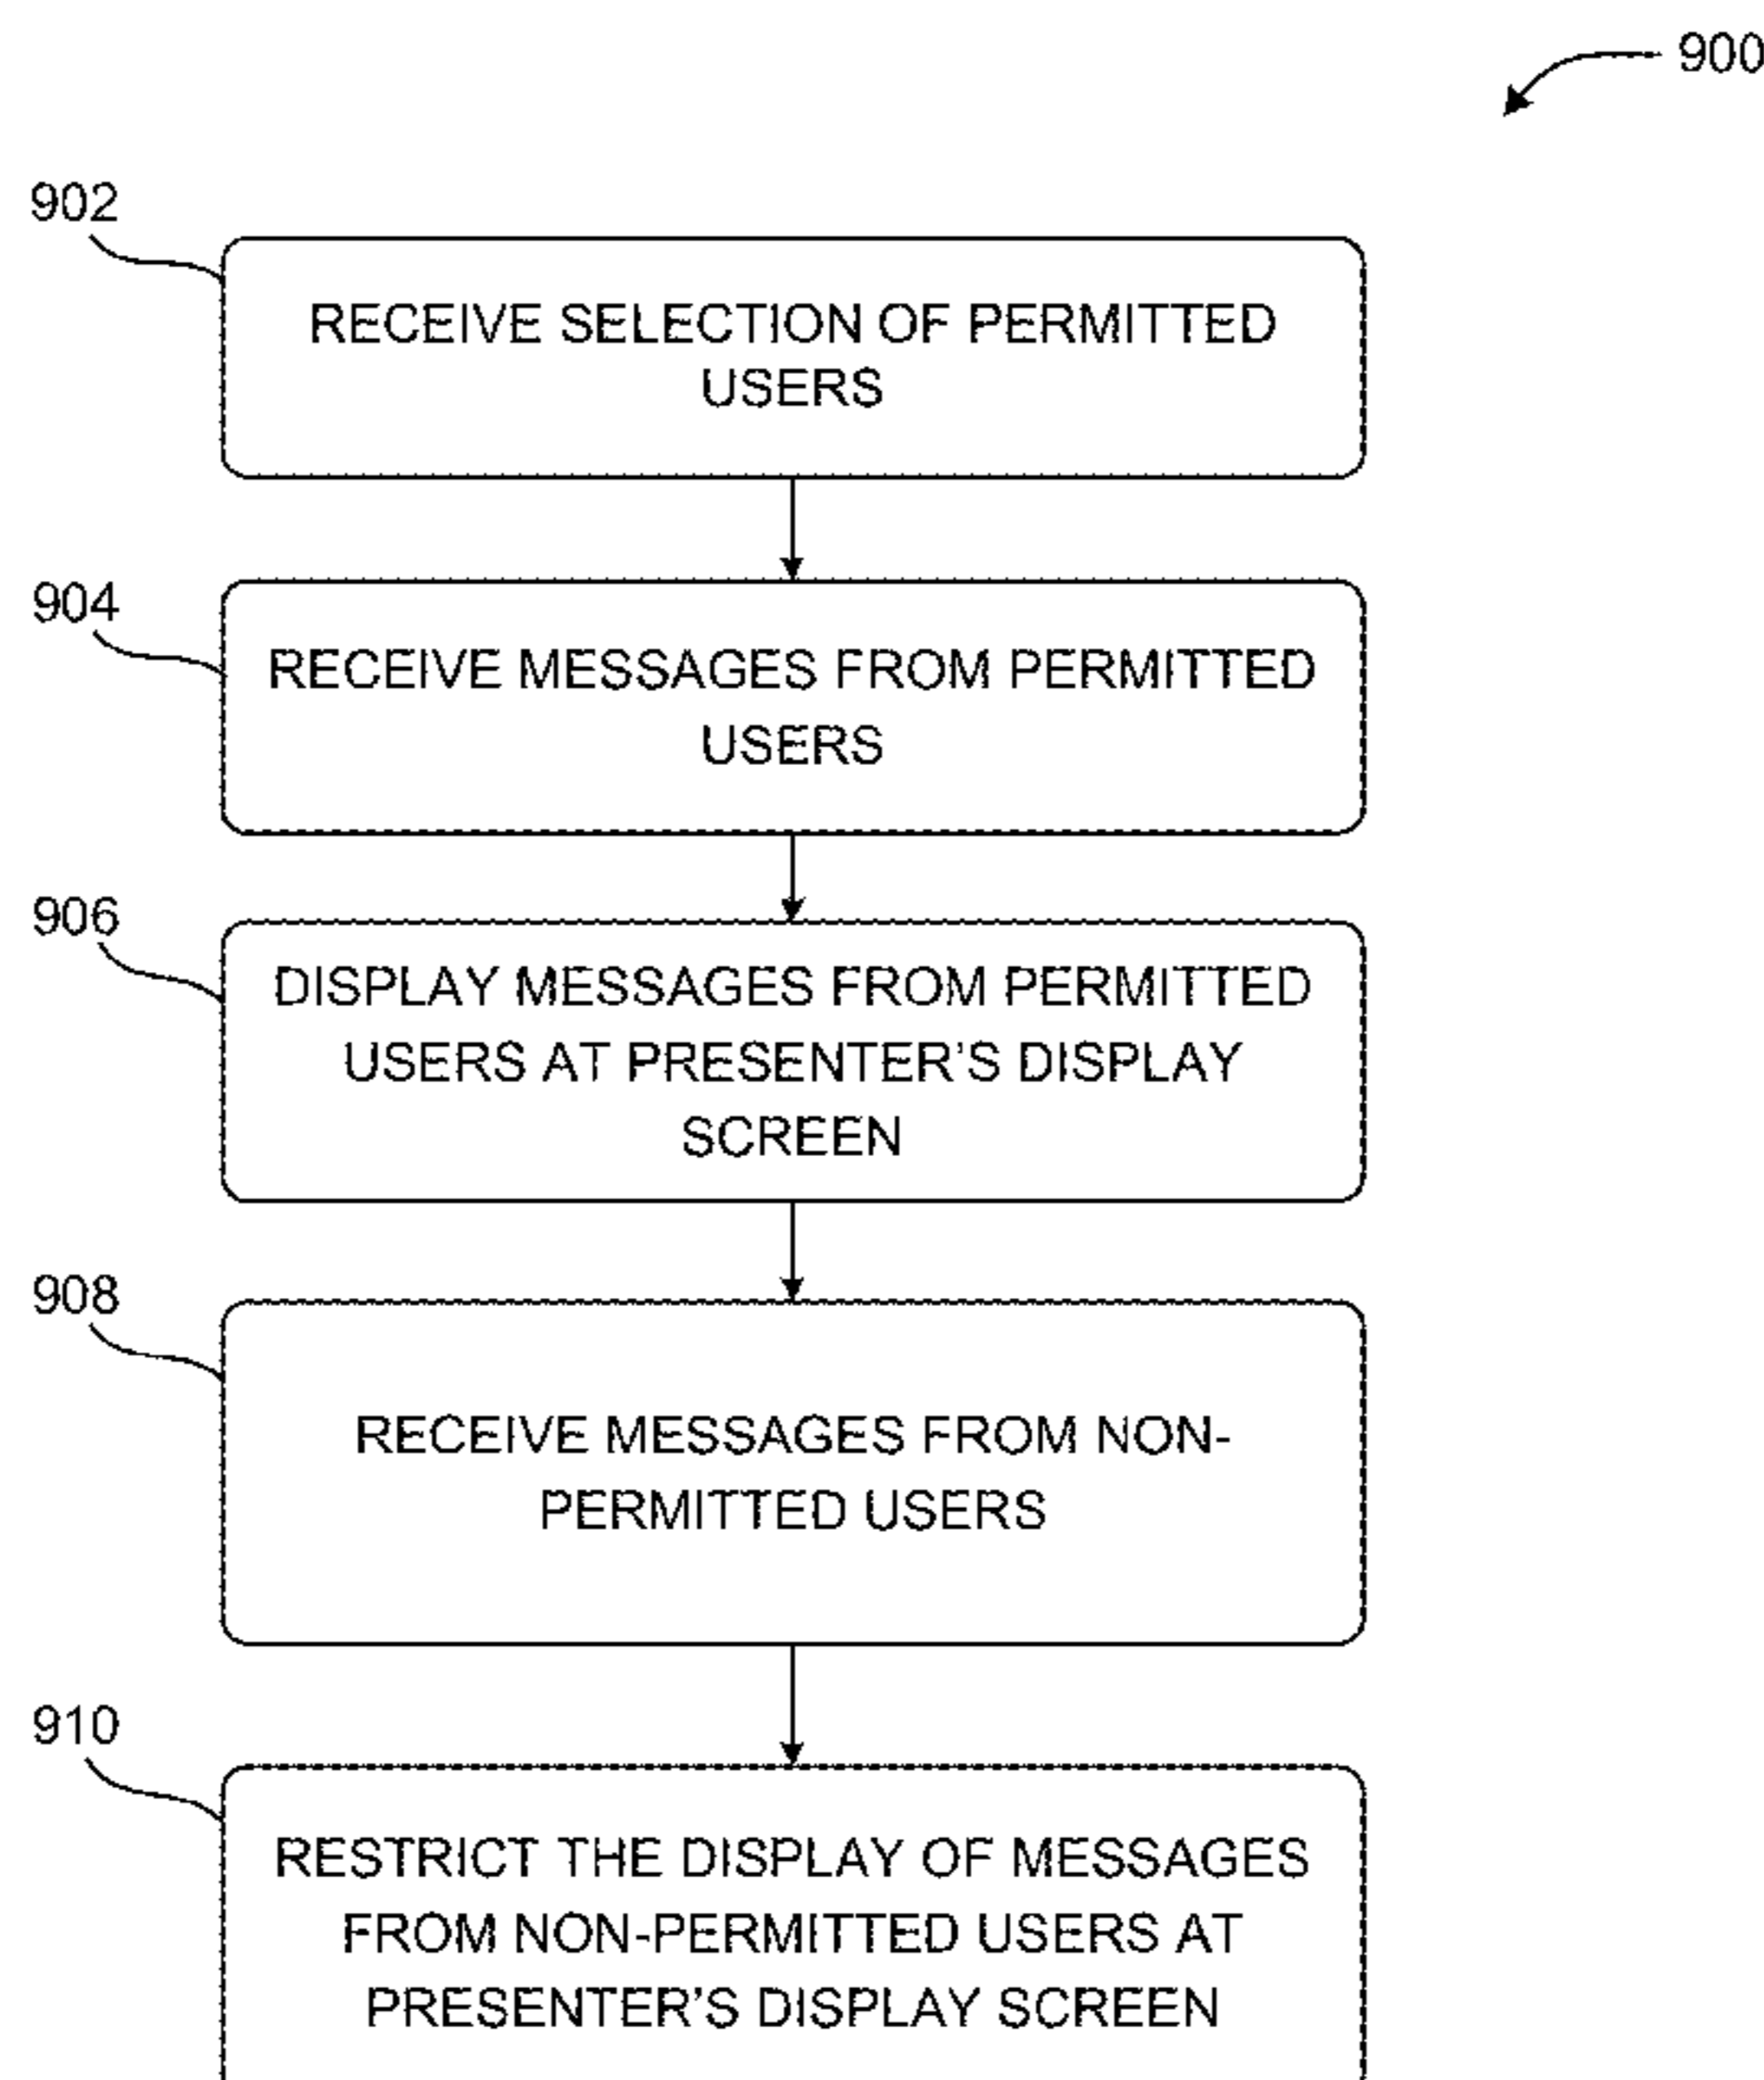 900
902
RECEIVE SELECTION OF PERMITTED
USERS
904
RECEIVE MESSAGES FROM PERMITTED
USERS
906
DISPLAY MESSAGES FROM PERMITTED
USERS AT PRESENTER'S DISPLAY
SCREEN
908
RECEIVE MESSAGES FROM NON-
PERMITTED USERS
910
RESTRICT THE DISPLAY OF MESSAGES
FROM NON-PERMITTED USERS AT
PRESENTER'S DISPLAY SCREEN